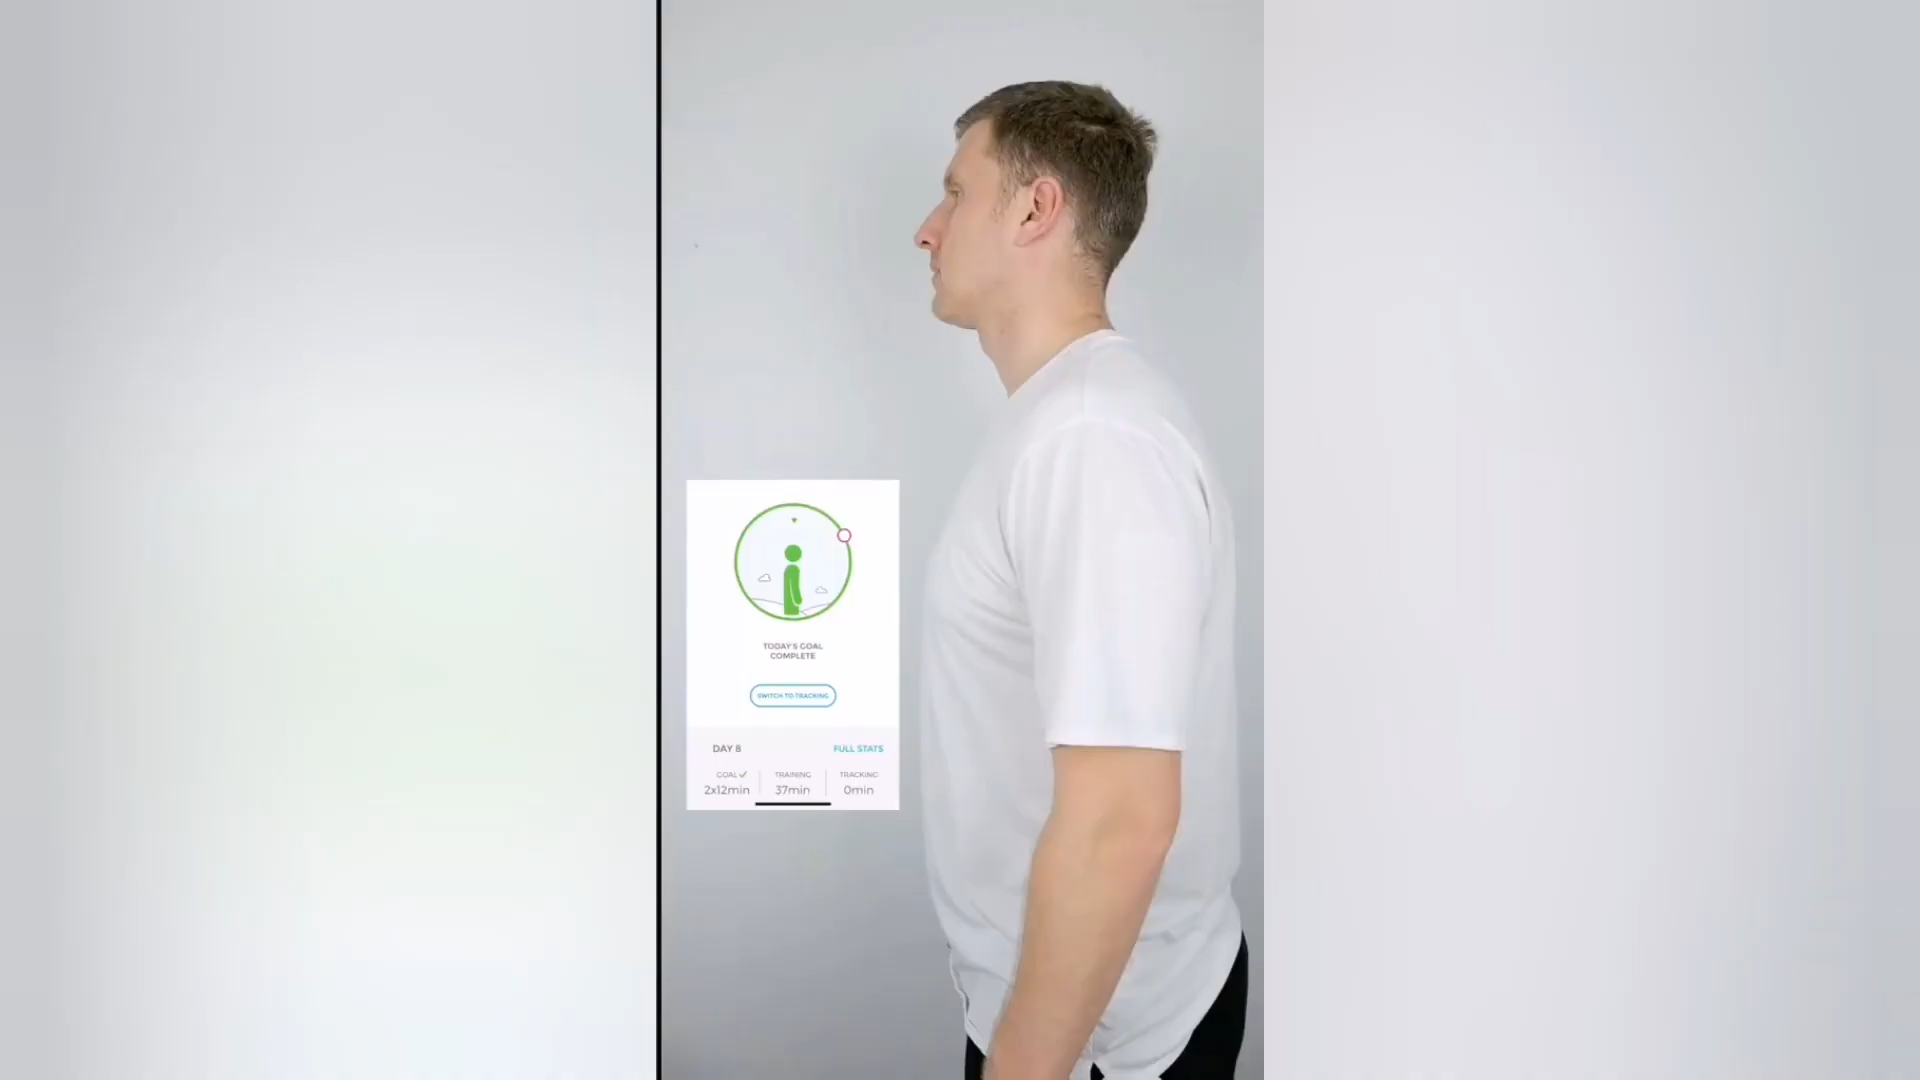 TODAY'S GOAL
COMPLETE
SWITCH TO TRACKING
DAY 8
FULL STATS
GOAL
TRAINING
TRACKING
2x12min
37min
0min